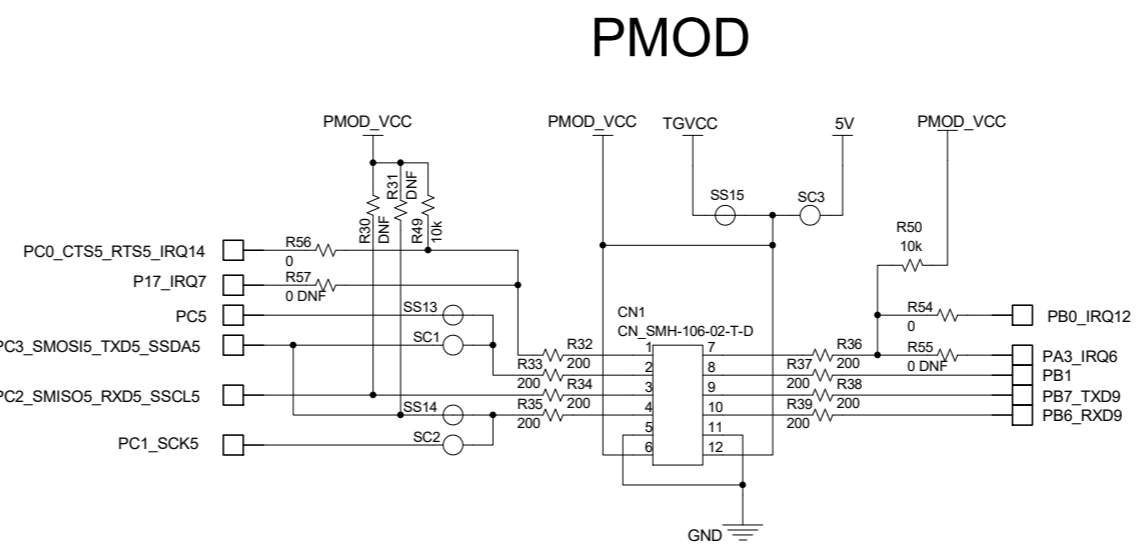 PMOD
PMOD_VCC
PMOD_VCC
TGVCC
5V
PMOD_VCC
R30
DNF
R31
DNF
R49
10k
SS15
SC3
R50
10k
PC0_CTS5_RTS5_IRQ14
R56
0
P17_IRQ7
R57
0 DNF
PC5
SS13
PC3_SMOSI5_TXD5_SSDA5
SC1
PC2_SMISO5_RXD5_SSCL5
SS14
PC1_SCK5
SC2
R32
200
R33
200
R34
200
R35
200
CN1
CN_SMH-106-02-T-D
1
2
3
4
5
6
7
8
9
10
11
12
R36
200
R37
200
R38
200
R39
200
R54
0
R55
0 DNF
PB0_IRQ12
PA3_IRQ6
PB1
PB7_TXD9
PB6_RXD9
GND